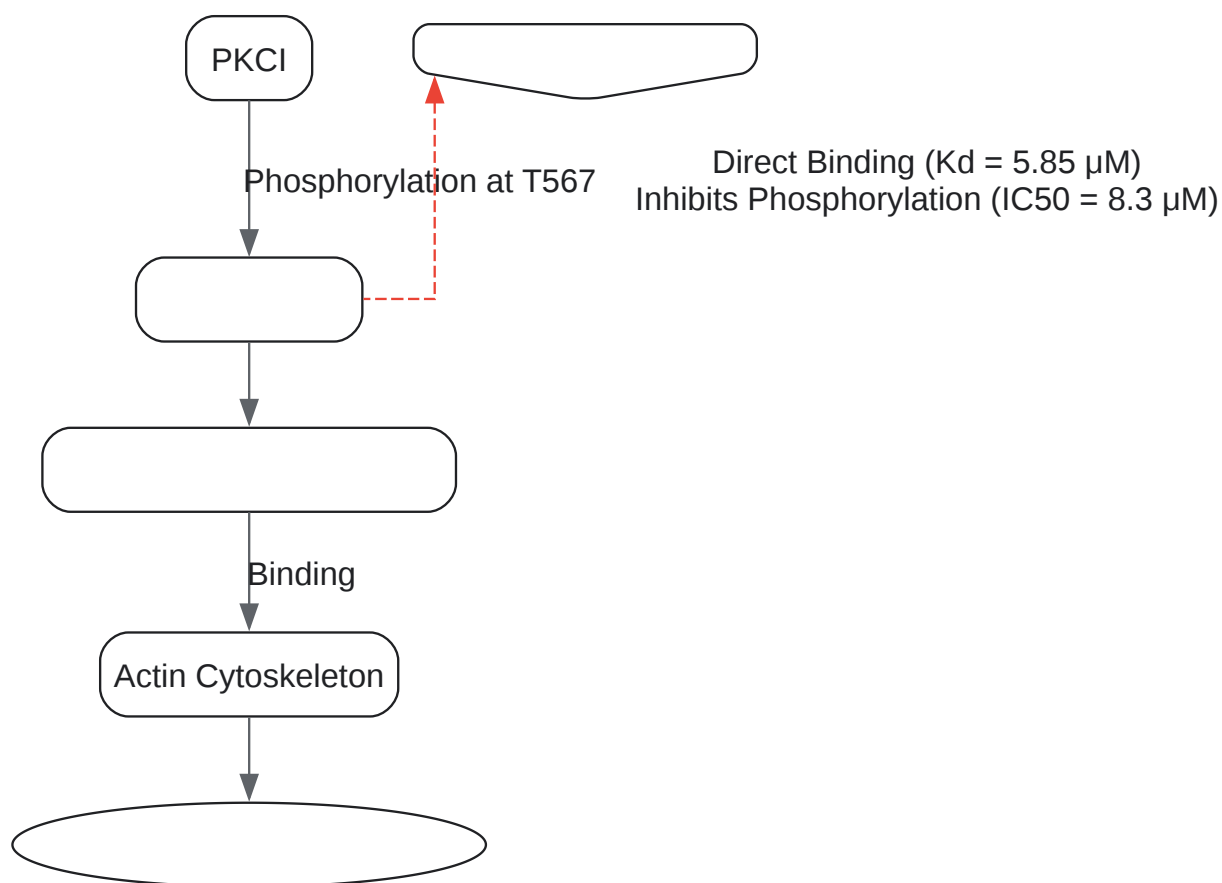 PKCI
Phosphorylation at T567
Direct Binding (Kd = 5.85 μM)
Inhibits Phosphorylation (IC50 = 8.3 μM)
Binding
Actin Cytoskeleton